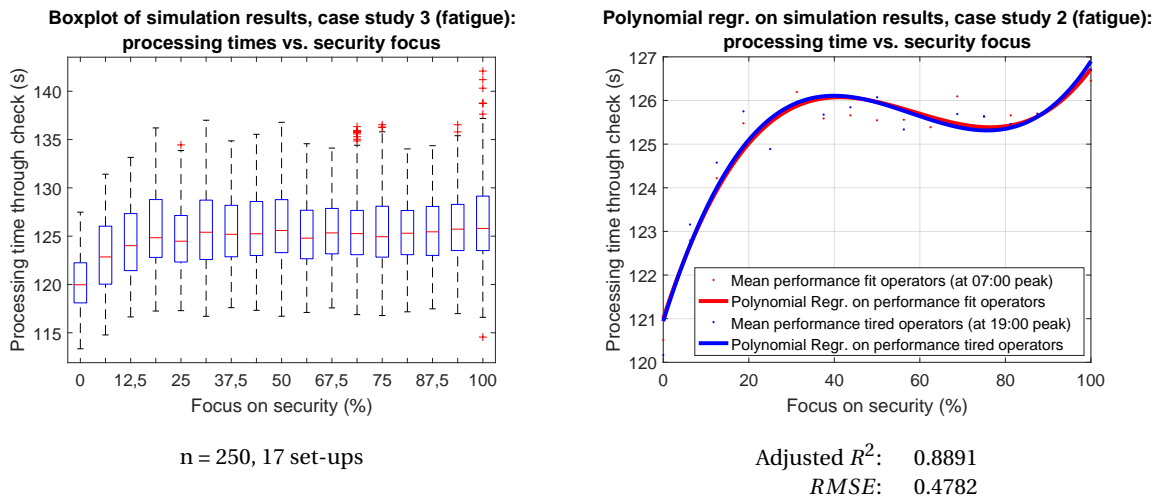 Boxplot of simulation results, case study 3 (fatigue):
processing times vs. security focus
Processing time through check (s)
140
135
130
125
120
115
0 12,5 25 37,5 50 67,5 75 87,5 100
Focus on security (%)
n = 250, 17 set-ups
Polynomial regr. on simulation results, case study 2 (fatigue):
processing time vs. security focus
Processing time through check (s)
127
126
125
124
123
122
121
120
Mean performance fit operators (at 07:00 peak)
Polynomial Regr. on performance fit operators
Mean performance tired operators (at 19:00 peak)
Polynomial Regr. on performance tired operators
0 20 40 60 80 100
Focus on security (%)
Adjusted R²: 0.8891
RMSE: 0.4782